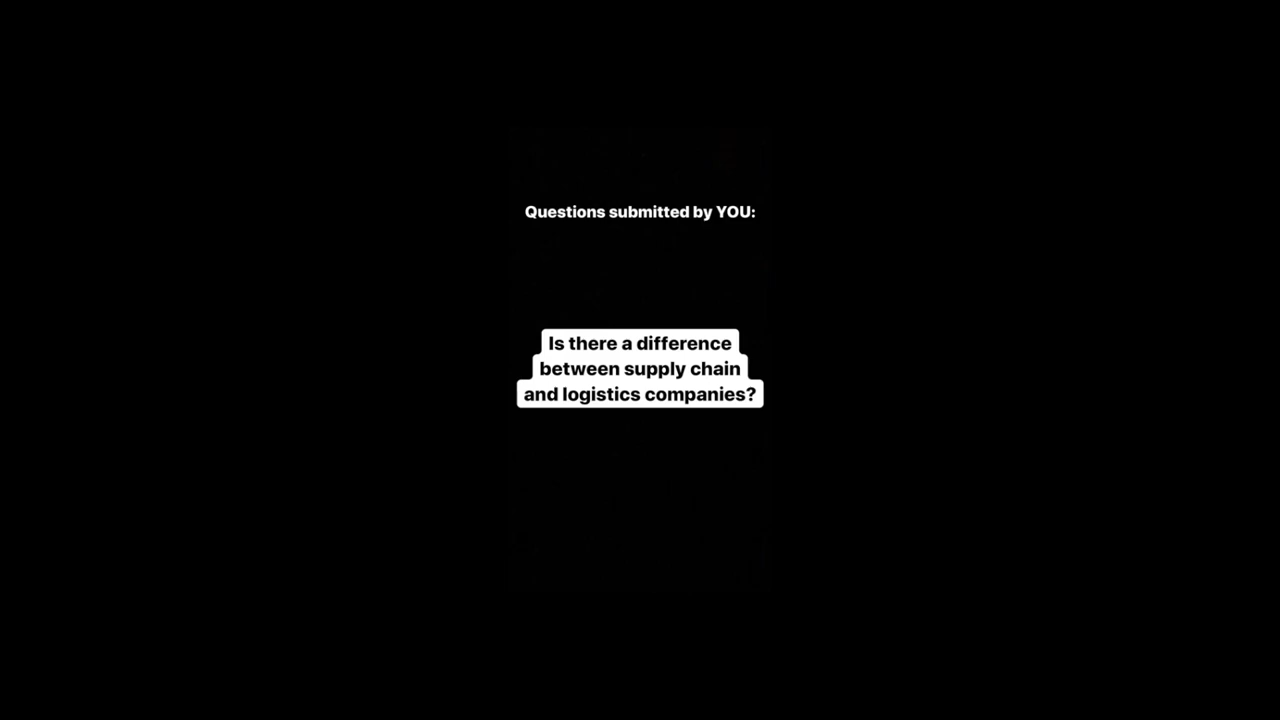 Questions submitted by YOU:
Is there a difference
between supply chain
and logistics companies?